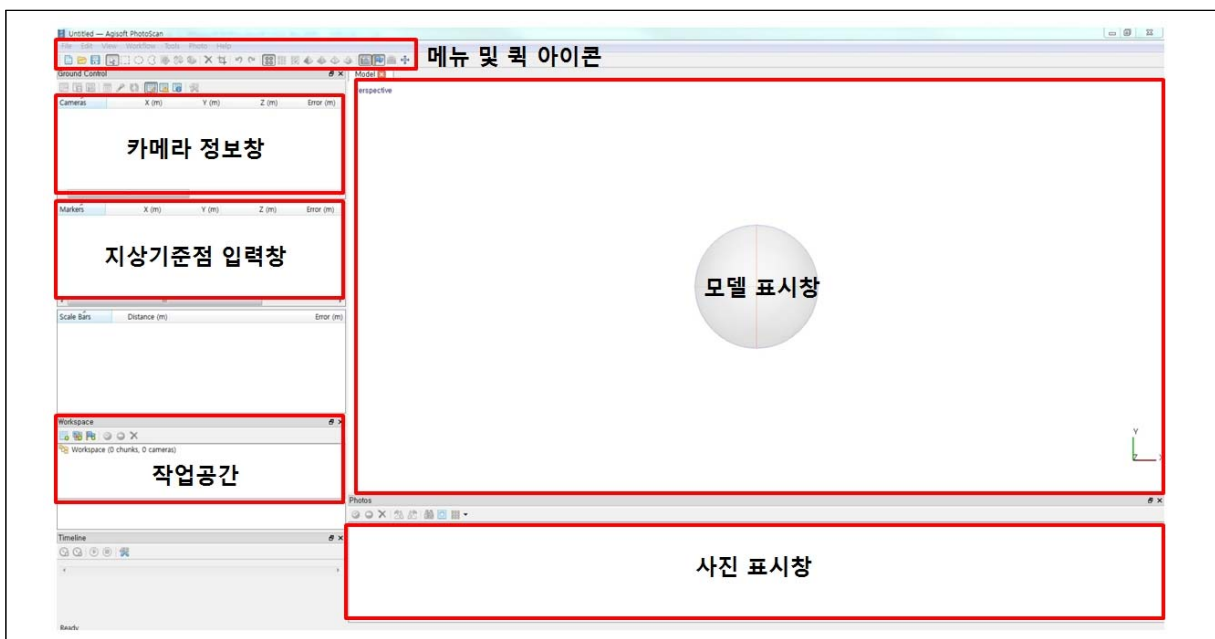 Untitled — Agisoft PhotoScan
File Edit View Workflow Tools Photo Help
메뉴 및 퀵 아이콘
Ground Control
Model
erspective
Cameras X (m) Y (m) Z (m) Error (m)
카메라 정보창
Markers X (m) Y (m) Z (m) Error (m)
지상기준점 입력창
모델 표시창
Scale Bars Distance (m) Error (m)
Workspace
Workspace (0 chunks, 0 cameras)
작업공간
Y
Z X
Photos
사진 표시창
Timeline
Ready